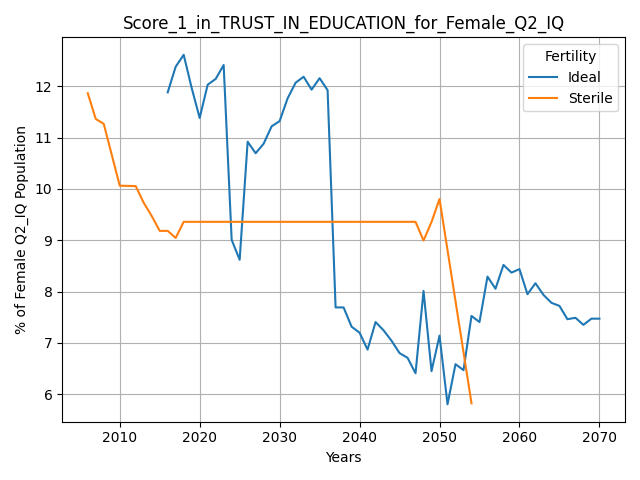 Score_1_in_TRUST_IN_EDUCATION_for_Female_Q2_IQ
Fertility
Ideal
Sterile
% of Female Q2_IQ Population
12
11
10
9
8
7
6
2010 2020 2030 2040 2050 2060 2070
Years